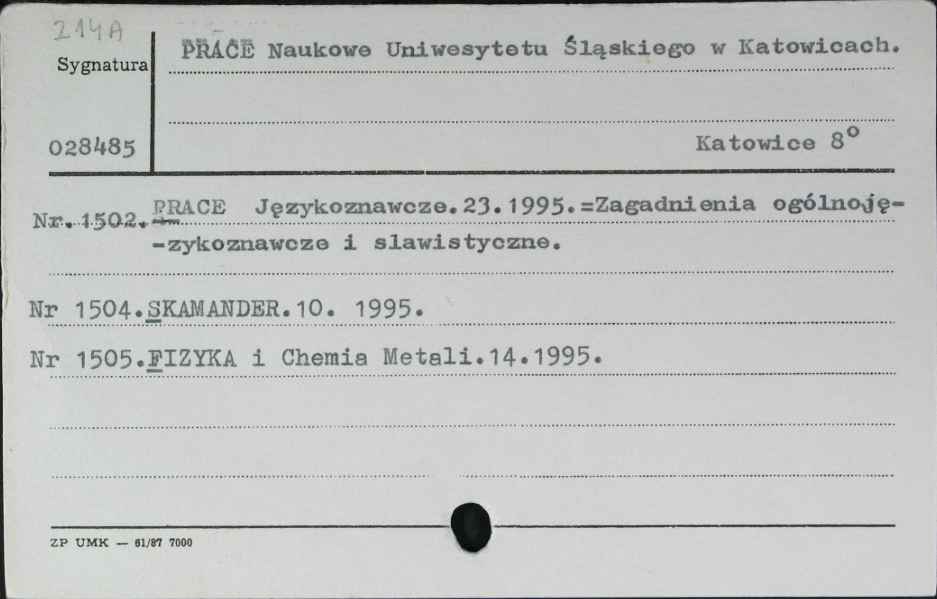 214A
PRACE Naukowe Uniwesytetu Śląskiego w Katowicach.
Sygnatura
028485
Katowice 8°
Nr. 1502. PRACE Językoznawcze.23.1995.=Zagadnienia ogólnoję-
-zykoznawcze i slawistyczne.
Nr 1504.SKAMANDER.10. 1995.
Nr 1505.FIZYKA i Chemia Metali.14.1995.
ZP UMK — 61/87 7000